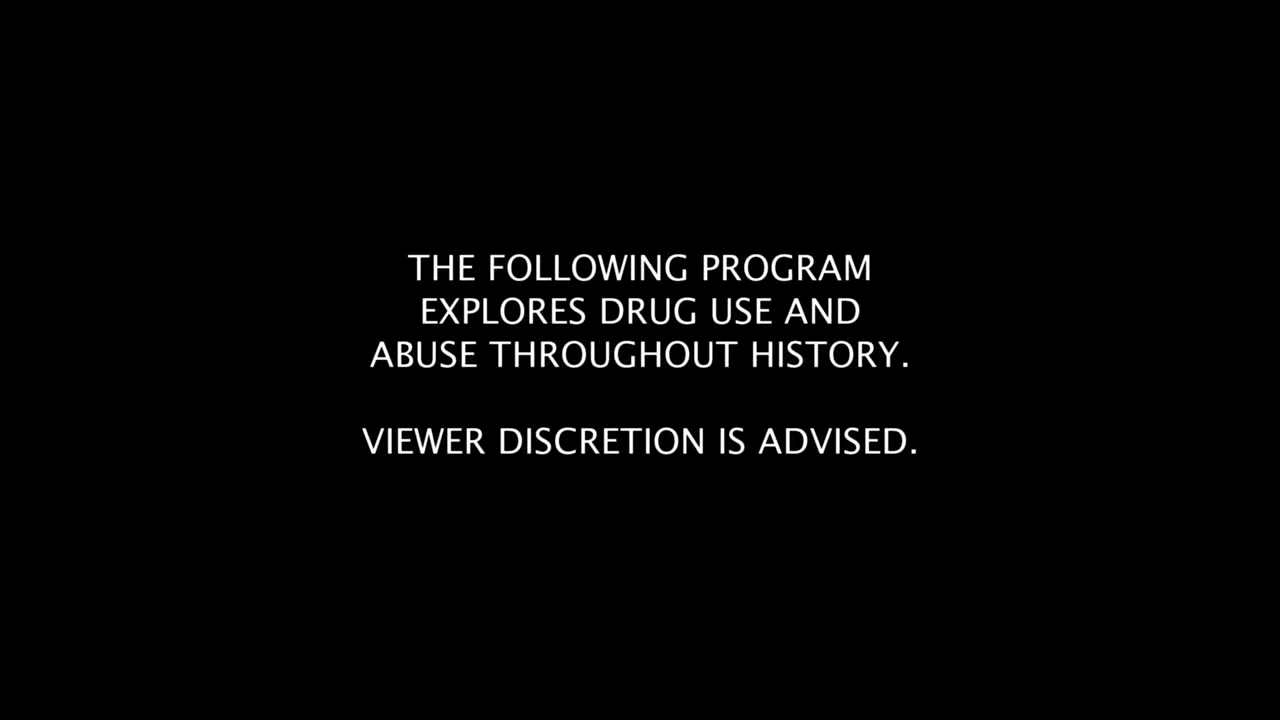 THE FOLLOWING PROGRAM
EXPLORES DRUG USE AND
ABUSE THROUGHOUT HISTORY.
VIEWER DISCRETION IS ADVISED.